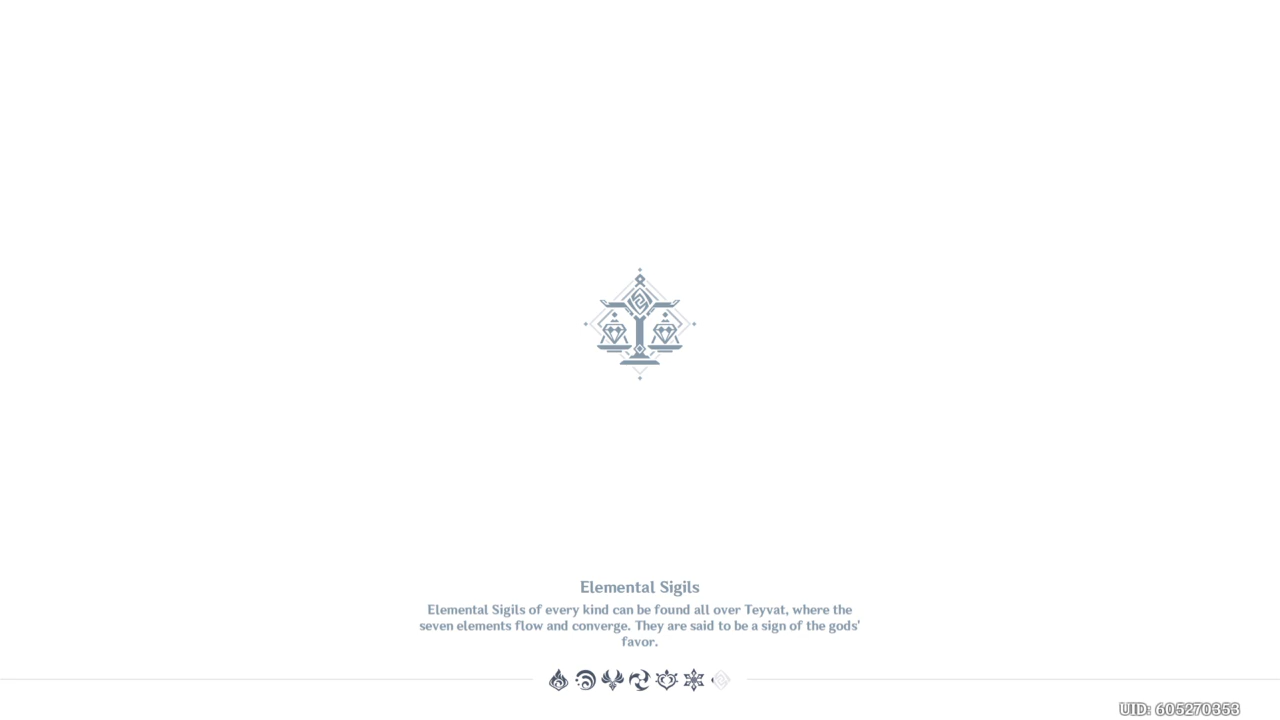 Elemental Sigils
Elemental Sigils of every kind can be found all over Teyvat, where the
seven elements flow and converge. They are said to be a sign of the gods'
favor.
UID: 605270353